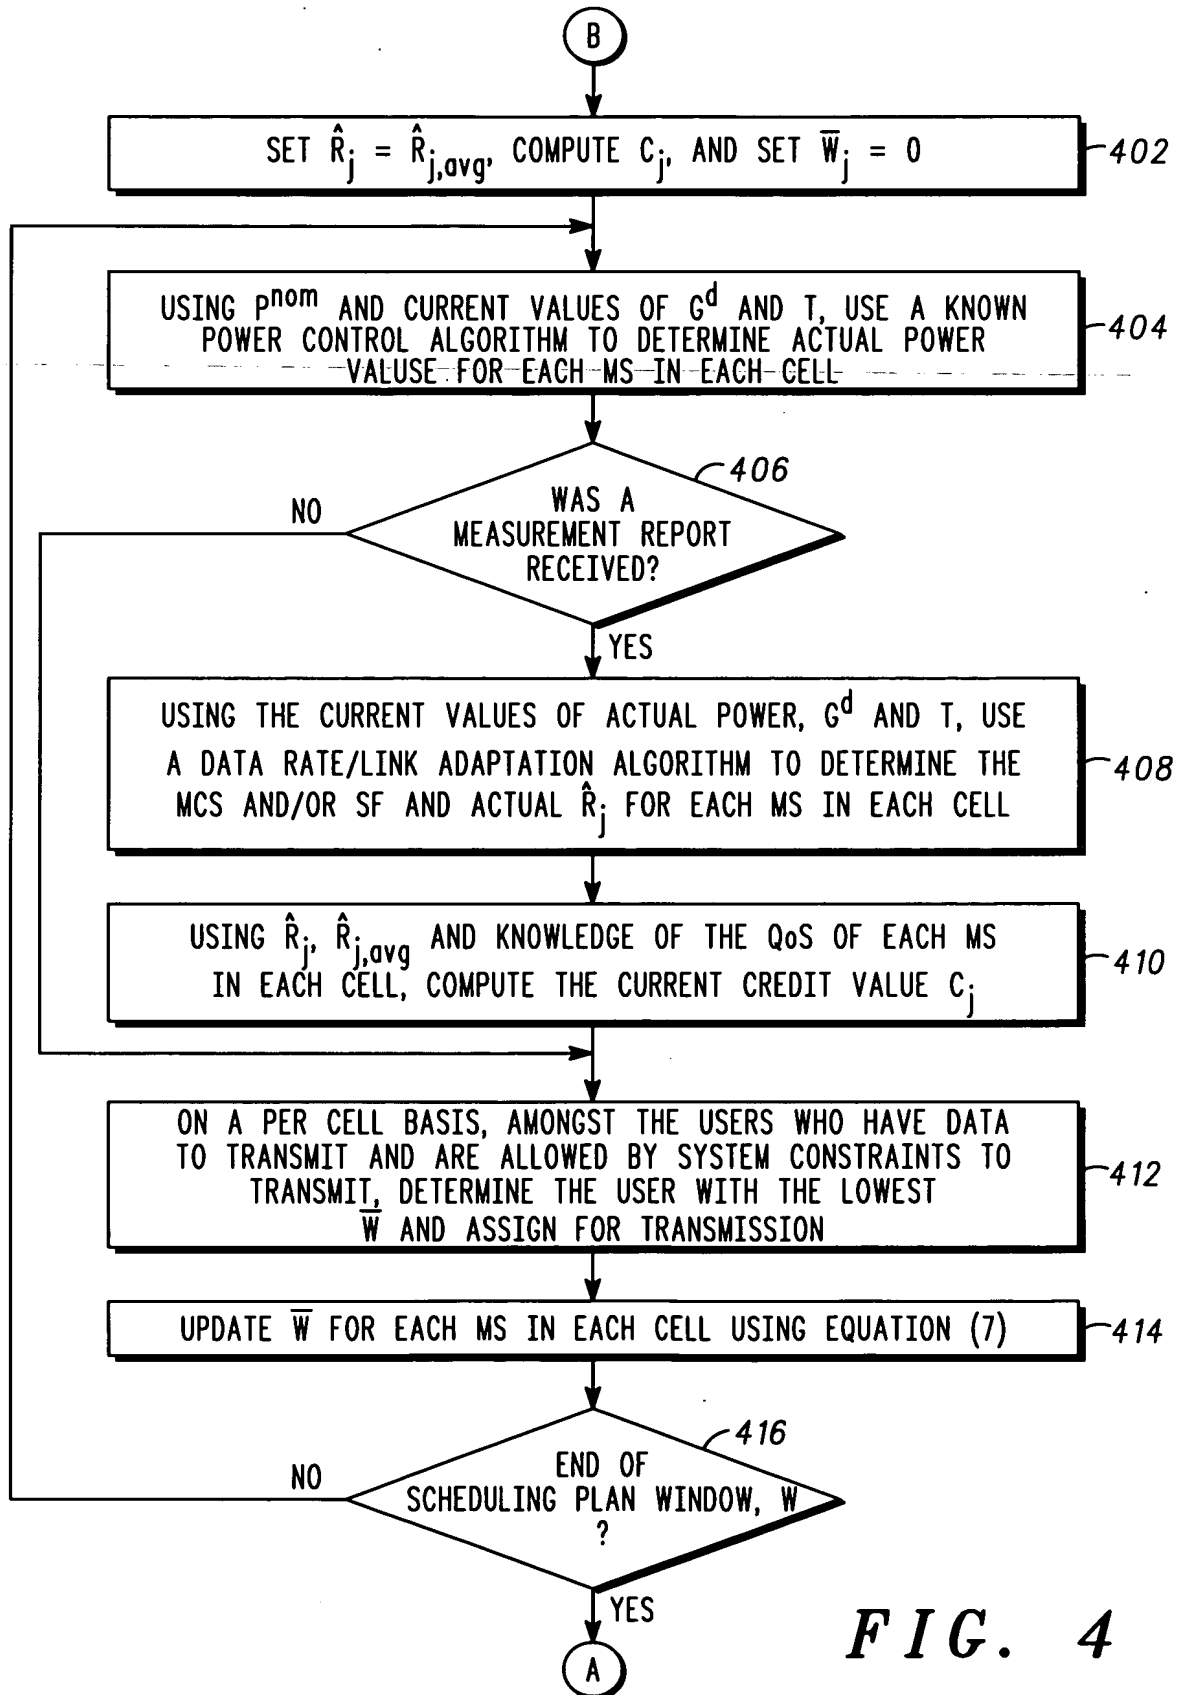 B
SET R̂j = R̂j,avg, COMPUTE Cj, AND SET W̅j = 0
402
USING Pnom AND CURRENT VALUES OF Gd AND T, USE A KNOWN
POWER CONTROL ALGORITHM TO DETERMINE ACTUAL POWER
VALUSE FOR EACH MS IN EACH CELL
404
406
WAS A
MEASUREMENT REPORT
RECEIVED?
NO
YES
USING THE CURRENT VALUES OF ACTUAL POWER, Gd AND T, USE
A DATA RATE/LINK ADAPTATION ALGORITHM TO DETERMINE THE
MCS AND/OR SF AND ACTUAL R̂j FOR EACH MS IN EACH CELL
408
USING R̂j, R̂j,avg AND KNOWLEDGE OF THE QoS OF EACH MS
IN EACH CELL, COMPUTE THE CURRENT CREDIT VALUE Cj
410
ON A PER CELL BASIS, AMONGST THE USERS WHO HAVE DATA
TO TRANSMIT AND ARE ALLOWED BY SYSTEM CONSTRAINTS TO
TRANSMIT, DETERMINE THE USER WITH THE LOWEST
W̅ AND ASSIGN FOR TRANSMISSION
412
UPDATE W̅ FOR EACH MS IN EACH CELL USING EQUATION (7)
414
416
END OF
SCHEDULING PLAN WINDOW, W
?
NO
YES
A
FIG. 4